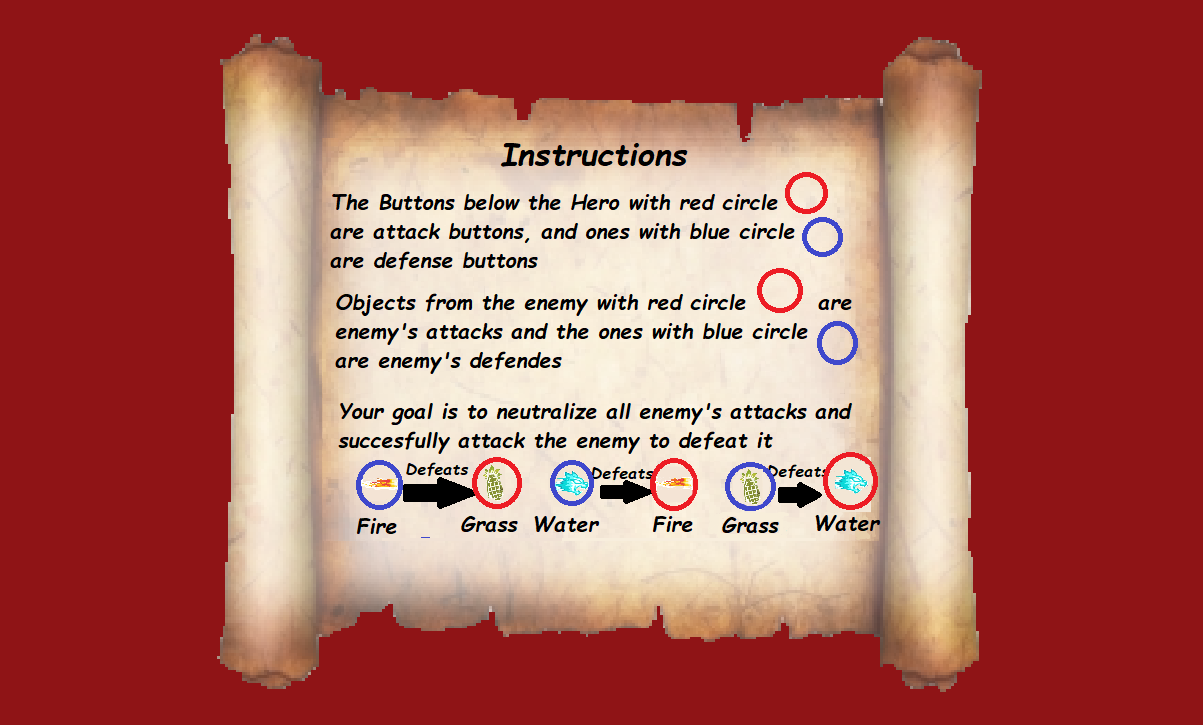 Instructions
The Buttons below the Hero with red circle
are attack buttons, and ones with blue circle
are defense buttons
Objects from the enemy with red circle are
enemy's attacks and the ones with blue circle
are enemy's defendes
Your goal is to neutralize all enemy's attacks and
succesfully attack the enemy to defeat it
Defeats Defeats Defeats
Fire Grass Water Fire Grass Water